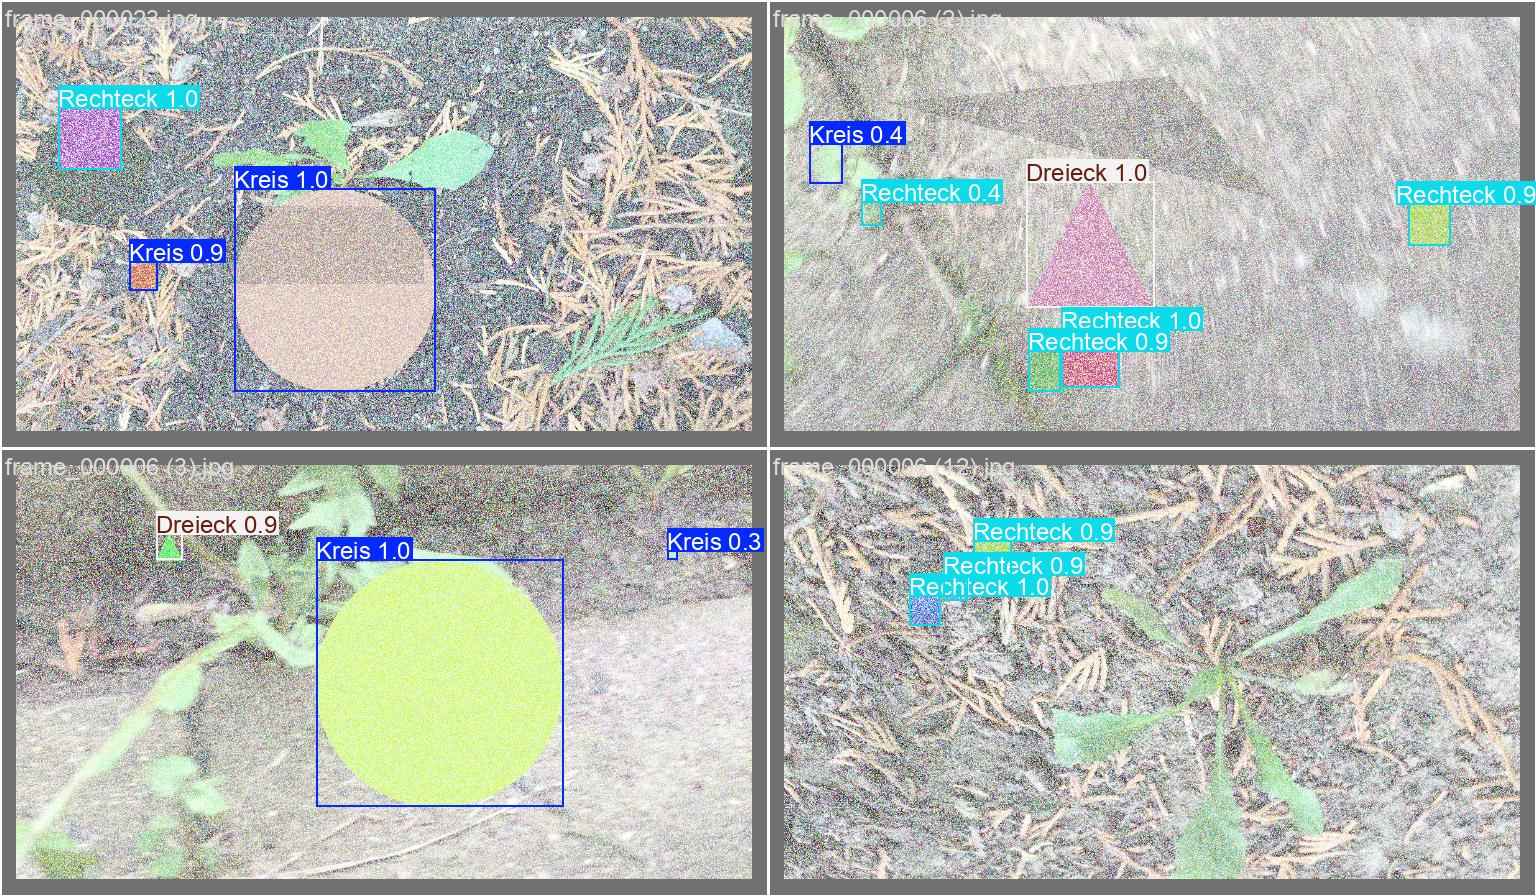 frame_000023.jpg
Rechteck 1.0
Kreis 1.0
Kreis 0.9
frame_000006 (2).jpg
Kreis 0.4
Dreieck 1.0
Rechteck 0.4
Rechteck 0.9
Rechteck 1.0
Rechteck 0.9
frame_000006 (3).jpg
Dreieck 0.9
Kreis 1.0
Kreis 0.3
frame_000006 (12).jpg
Rechteck 0.9
Rechteck 0.9
Rechteck 1.0